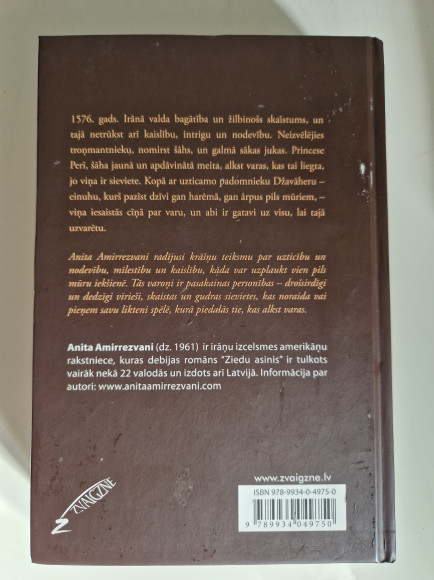 1576. gads. Irānā valda bagātība un žilbinošs skaistums, un
tajā netrūkst arī kaislību, intrigu un nodevību. Neizvēlējies
troņmantnieku, nomirst šāhs, un galmā sākas jukas. Princese
Perī, šāha jaunā un apdāvinātā meita, alkst varas, kas tai liegta,
jo viņa ir sieviete. Kopā ar uzticamo padomnieku Džavāheru –
einuhu, kurš pazīst dzīvi gan harēmā, gan ārpus pils mūriem, –
viņa iesaistās cīņā par varu, un abi ir gatavi uz visu, lai tajā
uzvarētu.
Anita Amirrezvani radījusi krāšņu teiksmu par uzticību un
nodevību, mīlestību un kaislību, kāda var uzplaukt vien pils
mūru iekšienē. Tās varoņi ir pasakainas personības – drošsirdīgi
un dedzīgi vīrieši, skaistas un gudras sievietes, kas noraida vai
pieņem savu likteni spēlē, kurā piedalās tie, kas alkst varas.
Anita Amirrezvani (dz. 1961) ir irāņu izcelsmes amerikāņu
rakstniece, kuras debijas romāns "Ziedu asinis" ir tulkots
vairāk nekā 22 valodās un izdots arī Latvijā. Informācija par
autori: www.anitaamirrezvani.com
www.zvaigzne.lv
ISBN 978-9934-0-4975-0
9 789934 049750
ZVAIGZNE